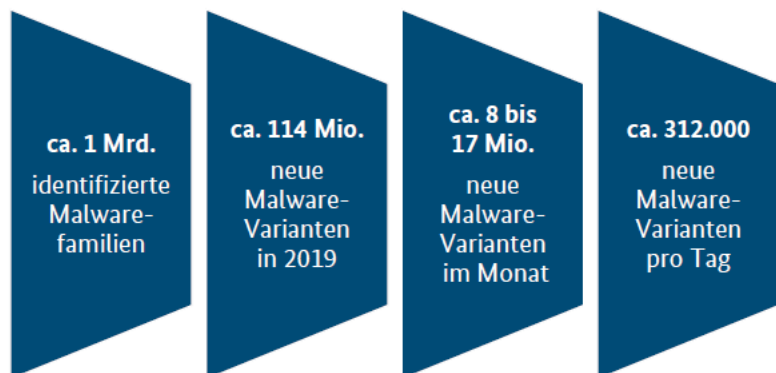 ca. 1 Mrd.
identifizierte
Malware-
familien
ca. 114 Mio.
neue
Malware-
Varianten
in 2019
ca. 8 bis
17 Mio.
neue
Malware-
Varianten
im Monat
ca. 312.000
neue
Malware-
Varianten
pro Tag